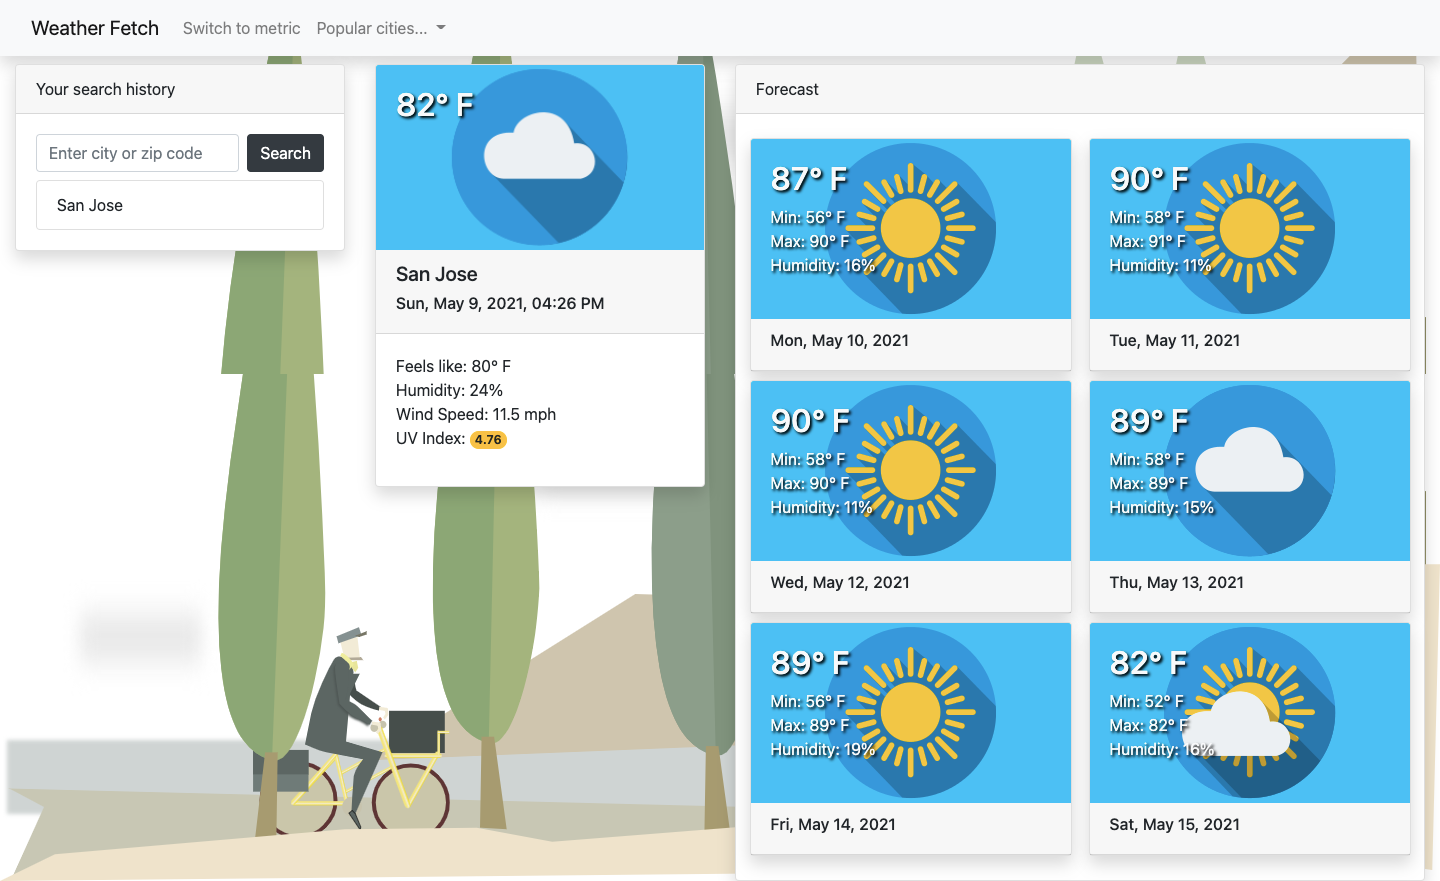 Weather Fetch
Switch to metric
Popular cities...
Your search history
Enter city or zip code
Search
San Jose
82° F
San Jose
Sun, May 9, 2021, 04:26 PM
Feels like: 80° F
Humidity: 24%
Wind Speed: 11.5 mph
UV Index: 4.76
Forecast
87° F
Min: 56° F
Max: 90° F
Humidity: 16%
Mon, May 10, 2021
90° F
Min: 58° F
Max: 91° F
Humidity: 11%
Tue, May 11, 2021
90° F
Min: 58° F
Max: 90° F
Humidity: 11%
Wed, May 12, 2021
89° F
Min: 58° F
Max: 89° F
Humidity: 15%
Thu, May 13, 2021
89° F
Min: 56° F
Max: 89° F
Humidity: 19%
Fri, May 14, 2021
82° F
Min: 52° F
Max: 82° F
Humidity: 16%
Sat, May 15, 2021